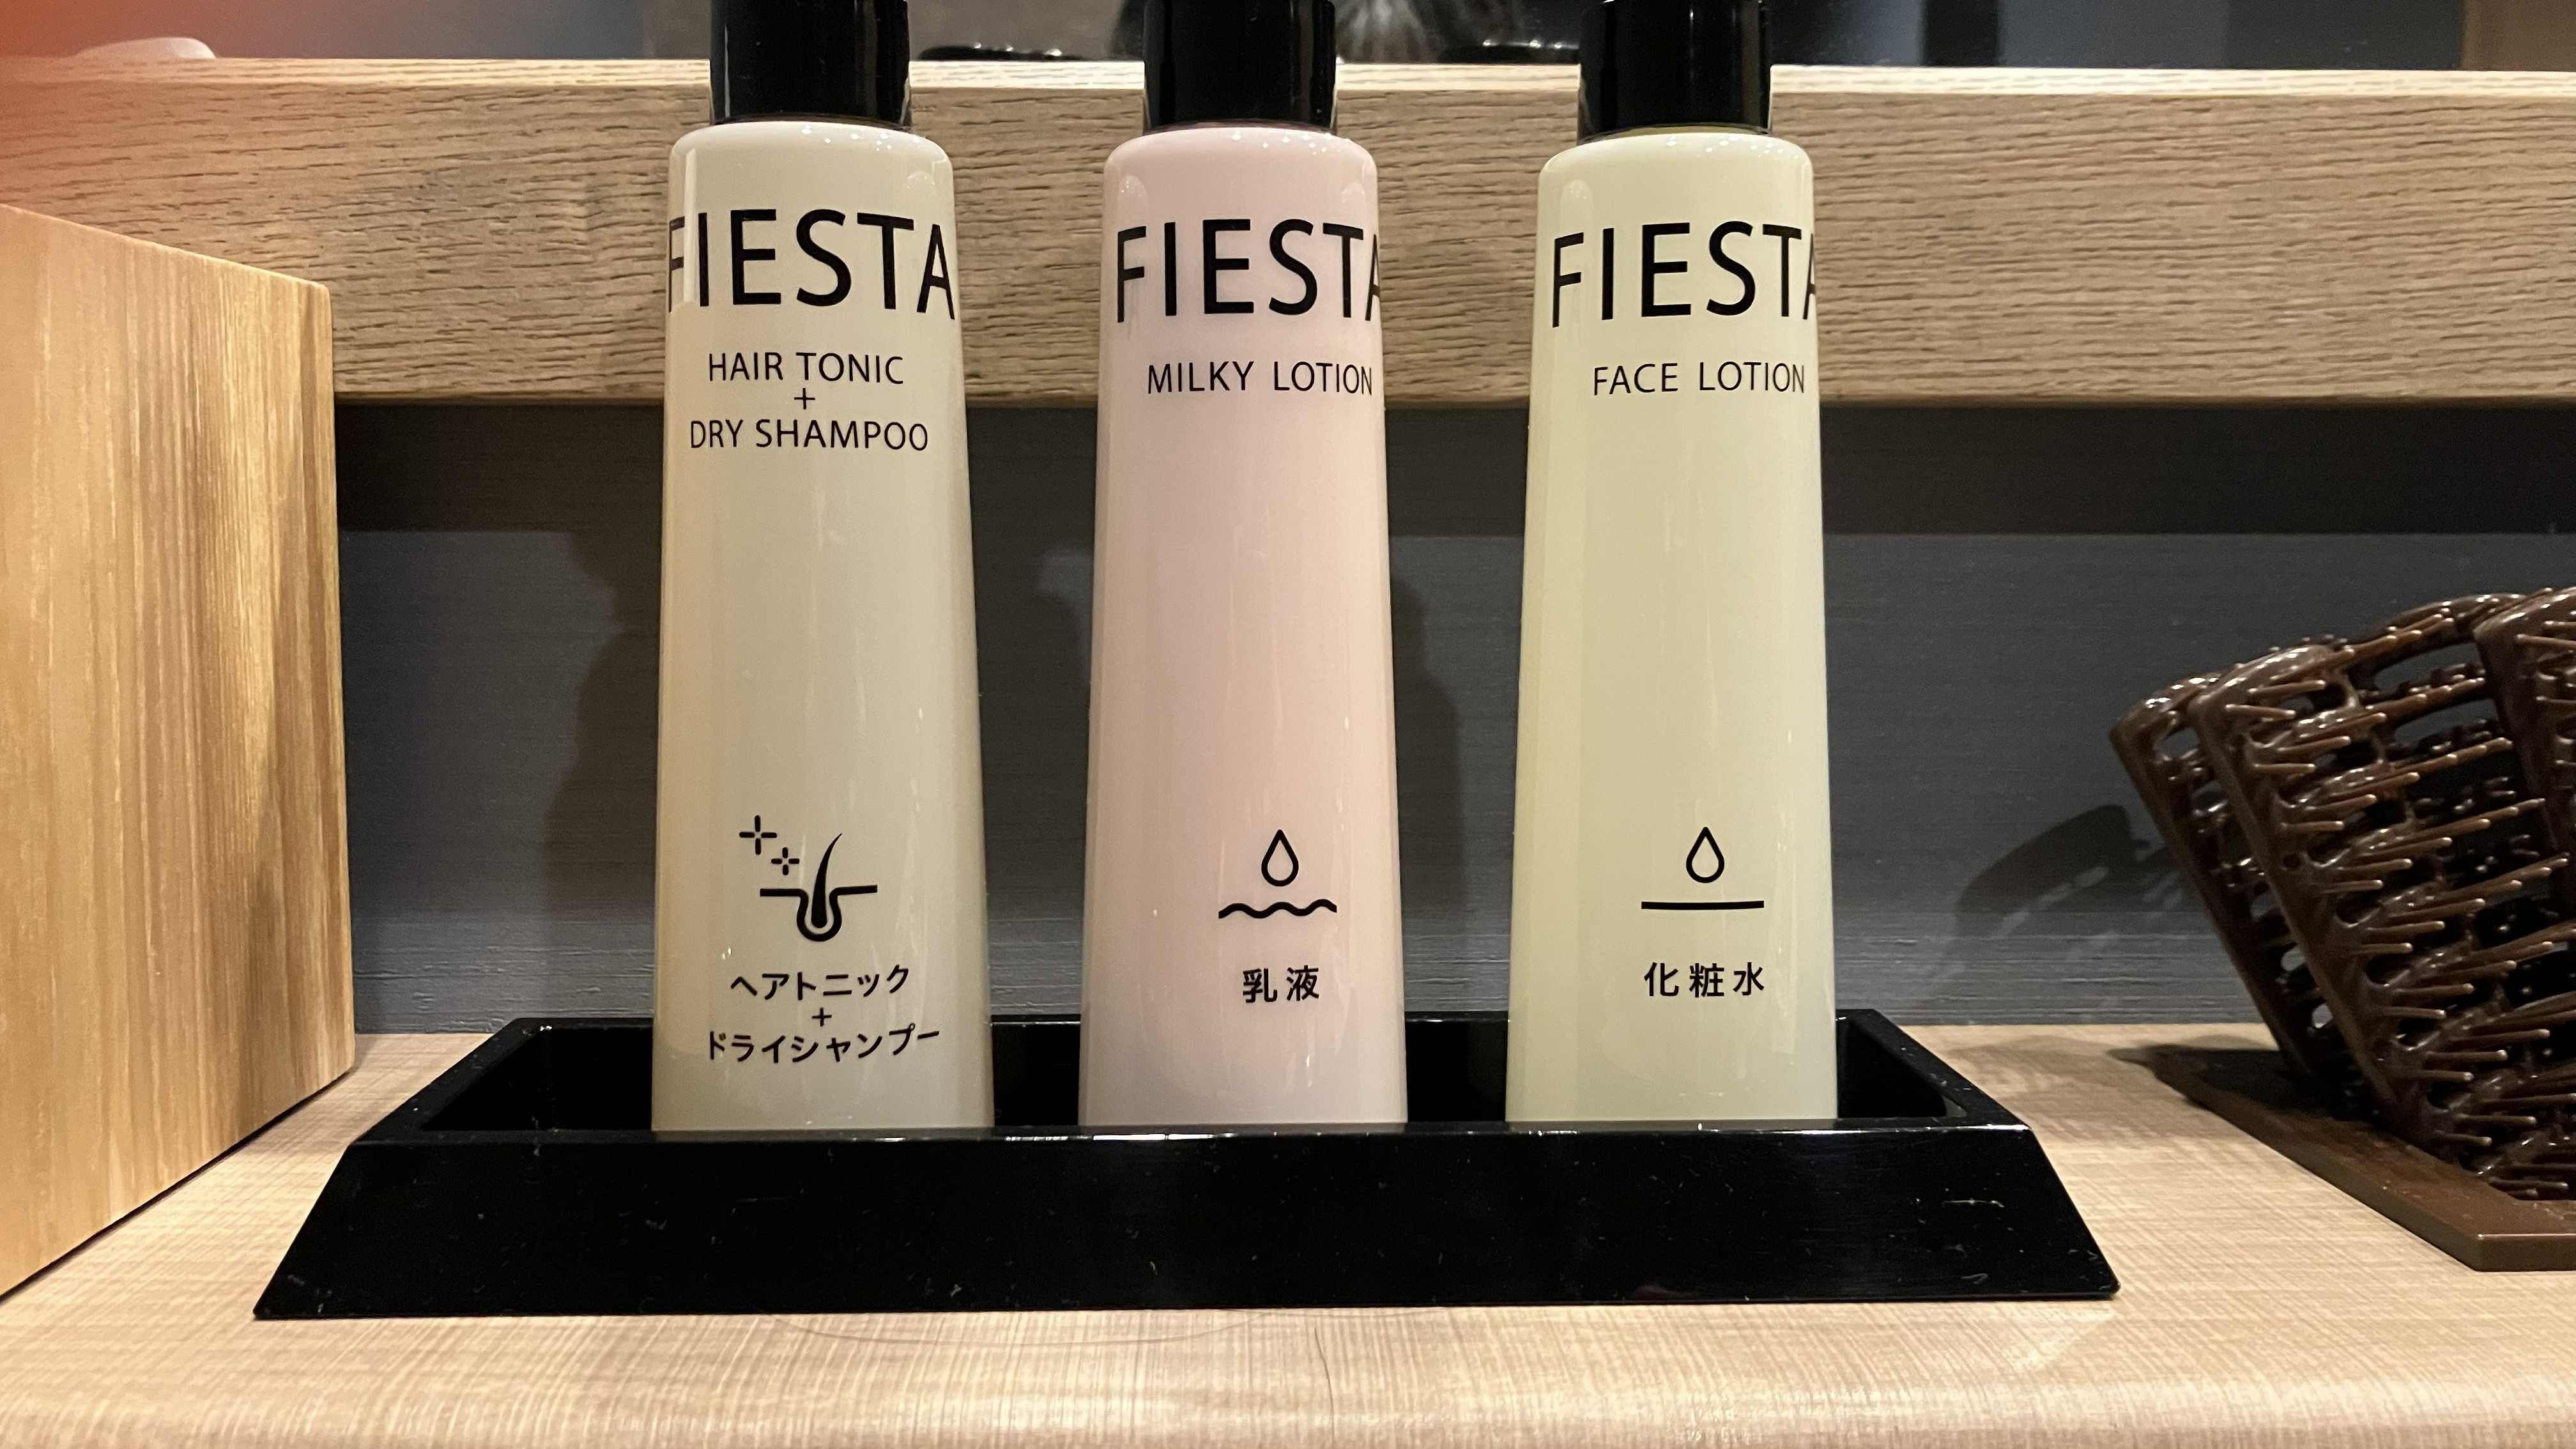 FIESTA
HAIR TONIC
+
DRY SHAMPOO
ヘアトニック
+
ドライシャンプー
FIESTA
MILKY LOTION
乳液
FIESTA
FACE LOTION
化粧水